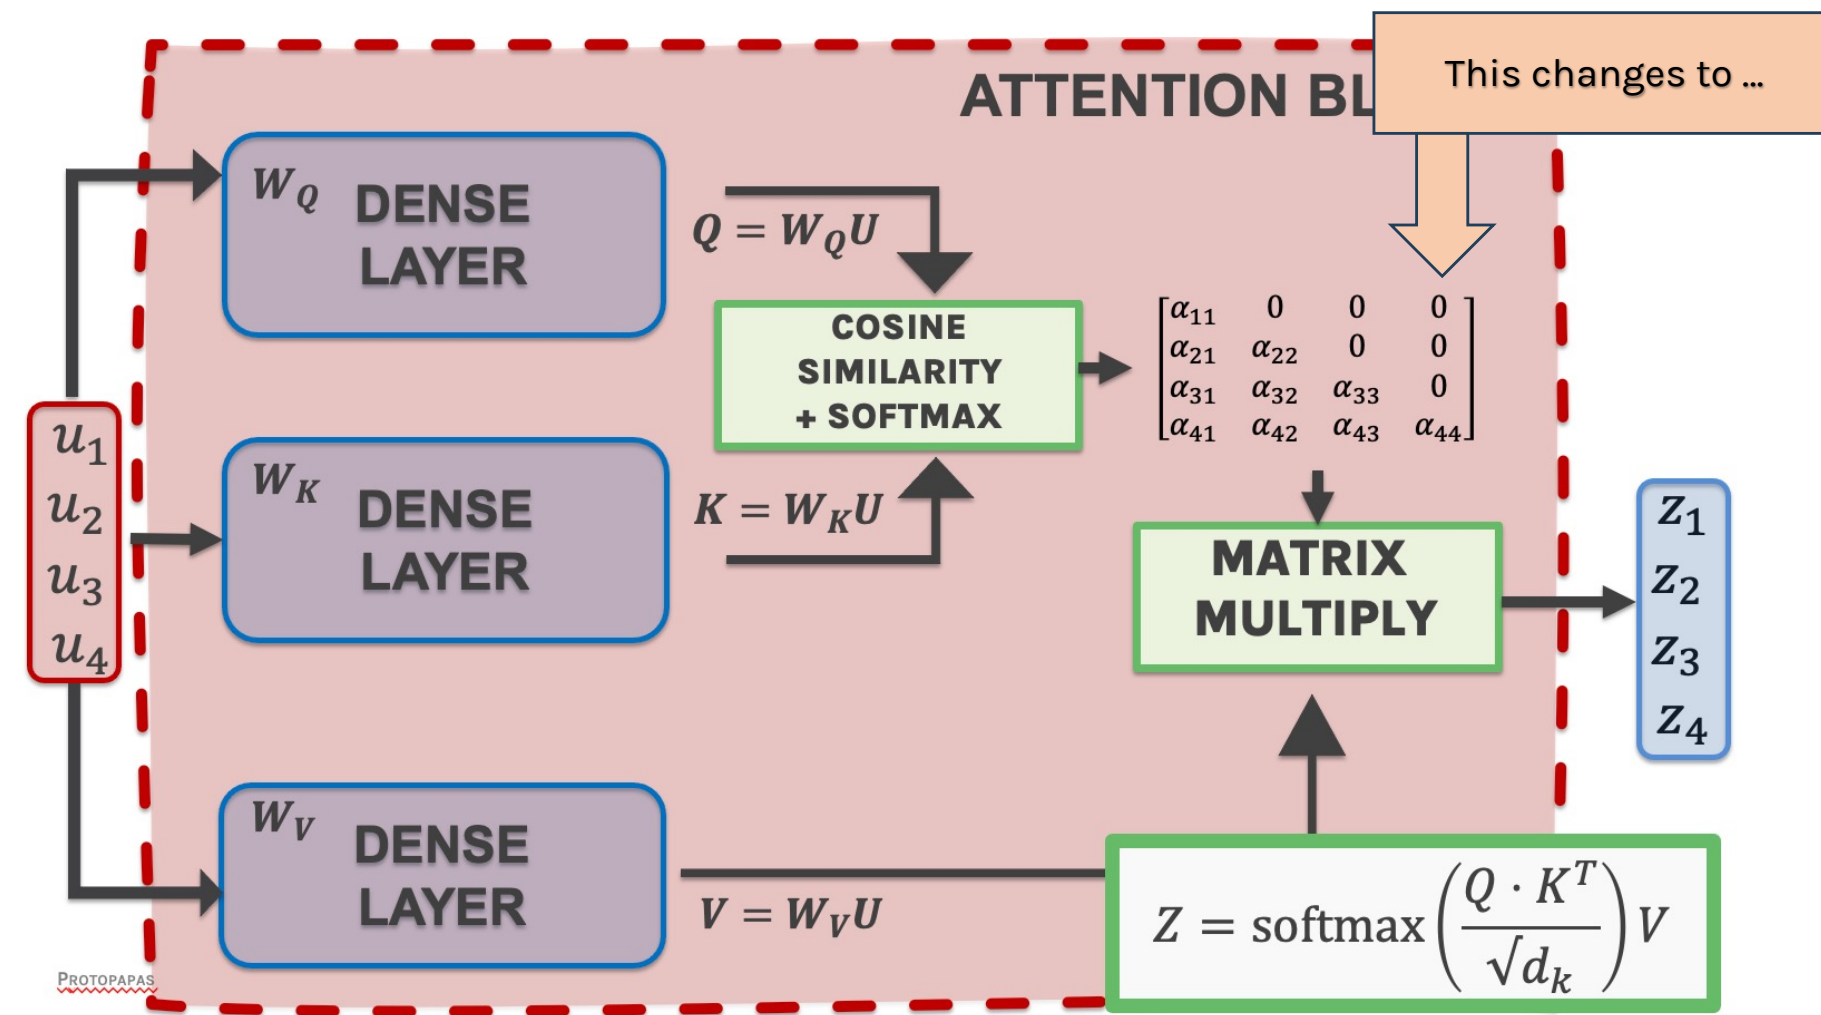 This changes to ...
ATTENTION BL
W_Q DENSE
LAYER
Q = W_Q U
COSINE
SIMILARITY
+ SOFTMAX
α11 0 0 0
α21 α22 0 0
α31 α32 α33 0
α41 α42 α43 α44
u1
u2
u3
u4
W_K DENSE
LAYER
K = W_K U
MATRIX
MULTIPLY
z1
z2
z3
z4
W_V DENSE
LAYER
V = W_V U
Z = softmax(Q · K^T / √d_k) V
PROTOPAPAS